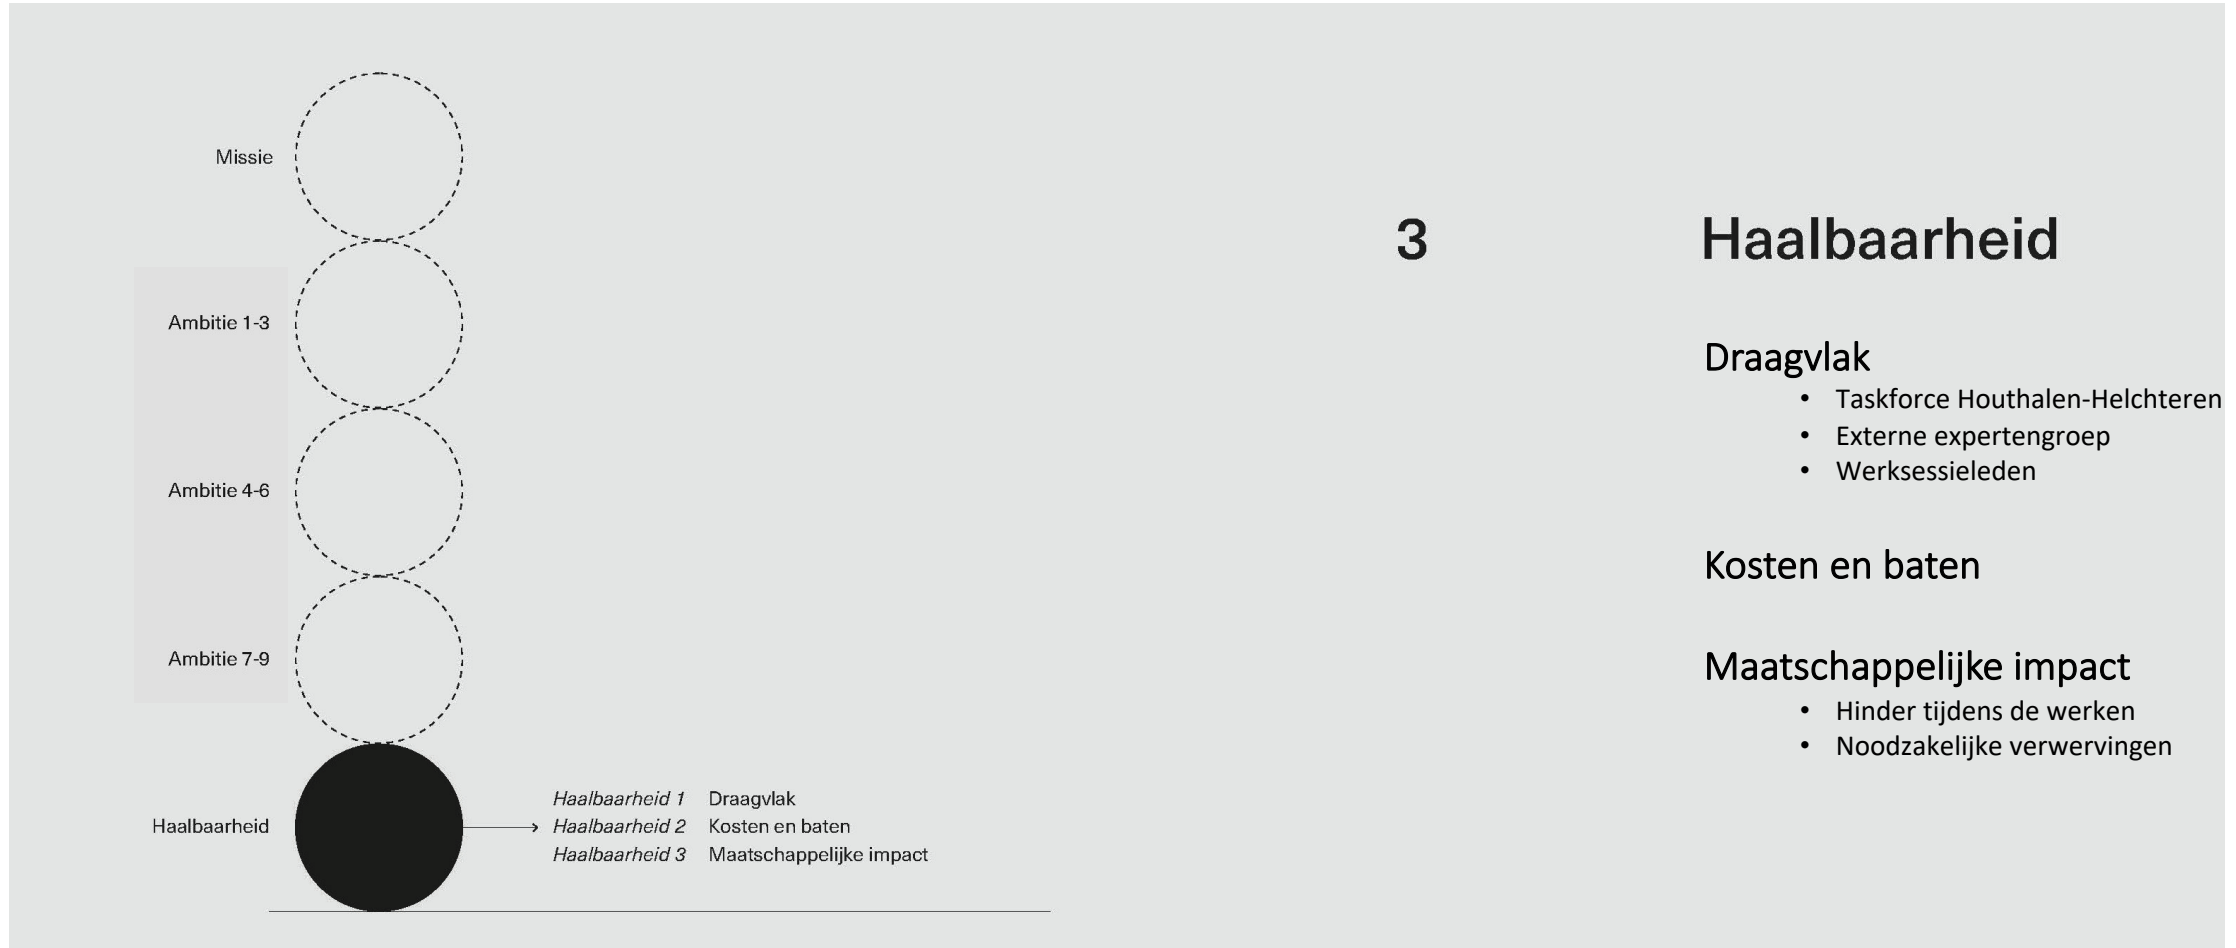 Missie
Ambitie 1-3
Ambitie 4-6
Ambitie 7-9
Haalbaarheid
Haalbaarheid 1 Draagvlak
Haalbaarheid 2 Kosten en baten
Haalbaarheid 3 Maatschappelijke impact
3 Haalbaarheid
Draagvlak
• Taskforce Houthalen-Helchteren
• Externe expertengroep
• Werksessieleden
Kosten en baten
Maatschappelijke impact
• Hinder tijdens de werken
• Noodzakelijke verwervingen